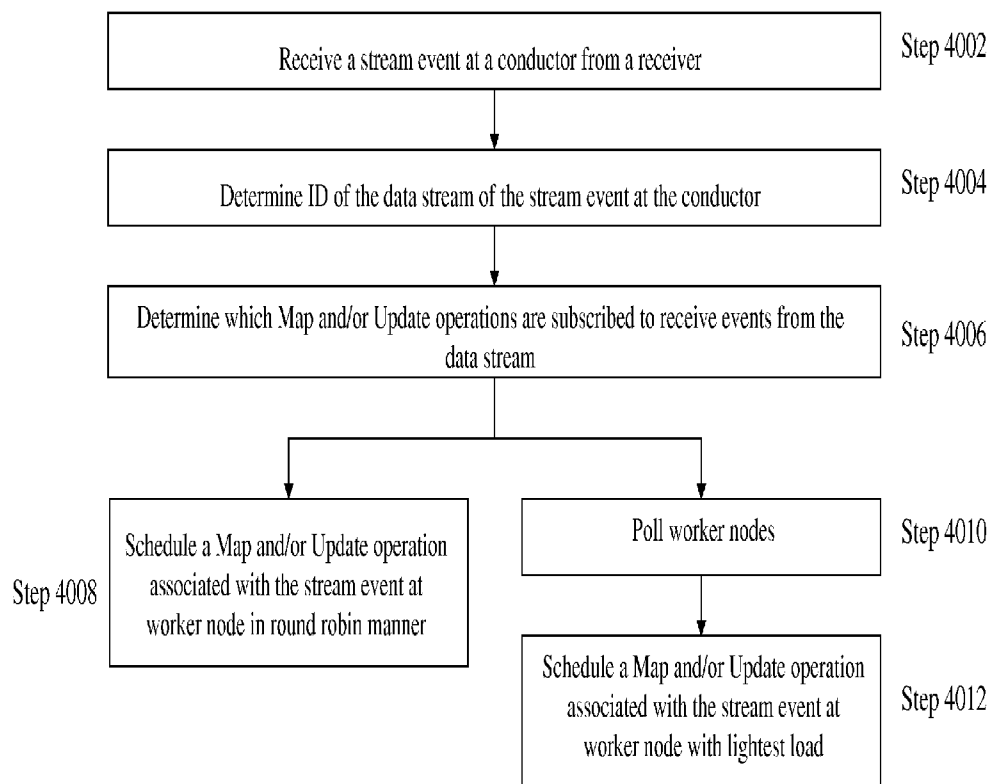 Receive a stream event at a conductor from a receiver
Step 4002
Determine ID of the data stream of the stream event at the conductor
Step 4004
Determine which Map and/or Update operations are subscribed to receive events from the
data stream
Step 4006
Step 4008
Schedule a Map and/or Update operation
associated with the stream event at
worker node in round robin manner
Poll worker nodes
Step 4010
Schedule a Map and/or Update operation
associated with the stream event at
worker node with lightest load
Step 4012